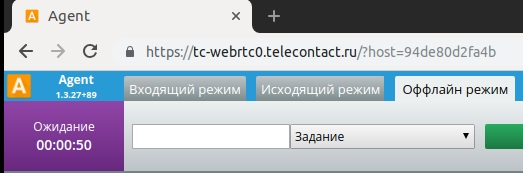 A Agent
https://tc-webrtc0.telecontact.ru/?host=94de80d2fa4b
A Agent
1.3.27+89
Входящий режим Исходящий режим Оффлайн режим
Ожидание
00:00:50
Задание